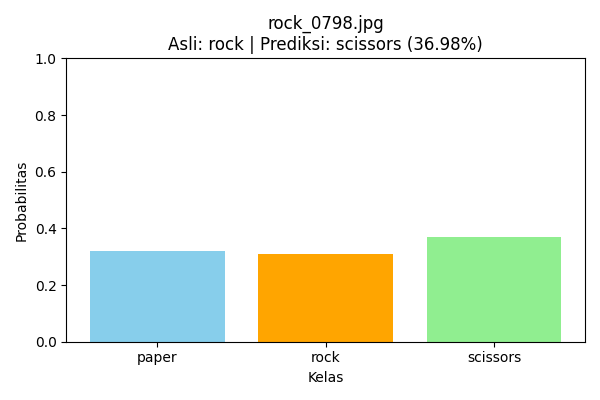 rock_0798.jpg
Asli: rock | Prediksi: scissors (36.98%)
1.0
0.8
0.6
0.4
0.2
0.0
Probabilitas
paper
rock
scissors
Kelas